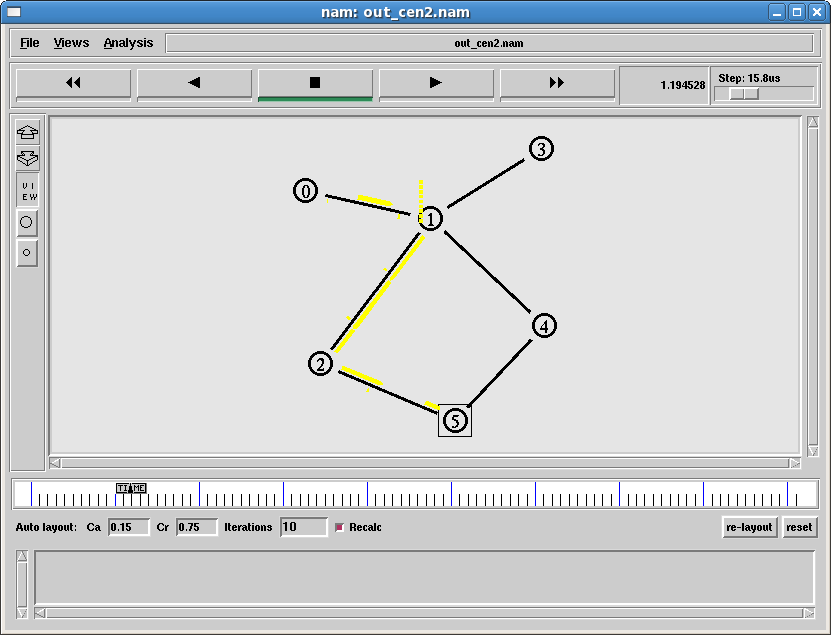 nam: out_cen2.nam
File Views Analysis out_cen2.nam
1.194528 Step: 15.8us
3
0
1
V I
E W
4
2
5
TIME
Auto layout: Ca 0.15 Cr 0.75 Iterations 10 Recalc re-layout reset